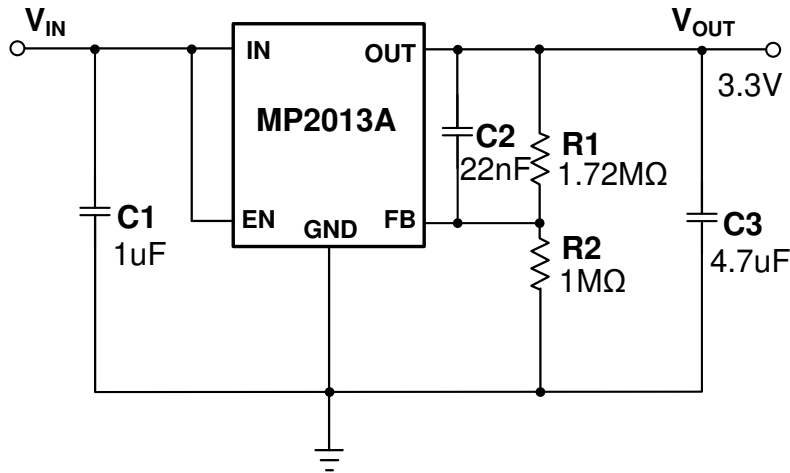 VIN
VOUT
IN
OUT
3.3V
MP2013A
C2
22nF
R1
1.72MΩ
C1
1uF
EN
GND
FB
R2
1MΩ
C3
4.7uF